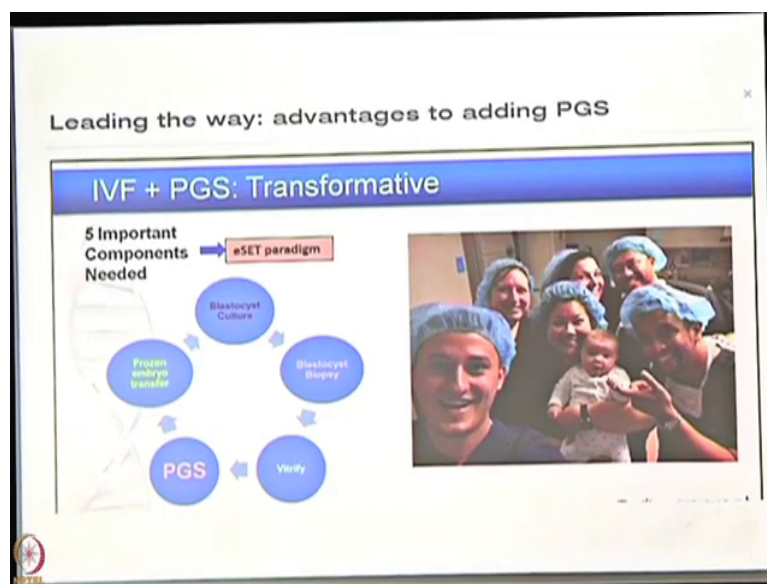 Leading the way: advantages to adding PGS
IVF + PGS: Transformative
5 Important
Components
Needed
eSET paradigm
Blastocyst
Culture
Blastocyst
Biopsy
Vitrify
PGS
Frozen
embryo
transfer
NPTEL